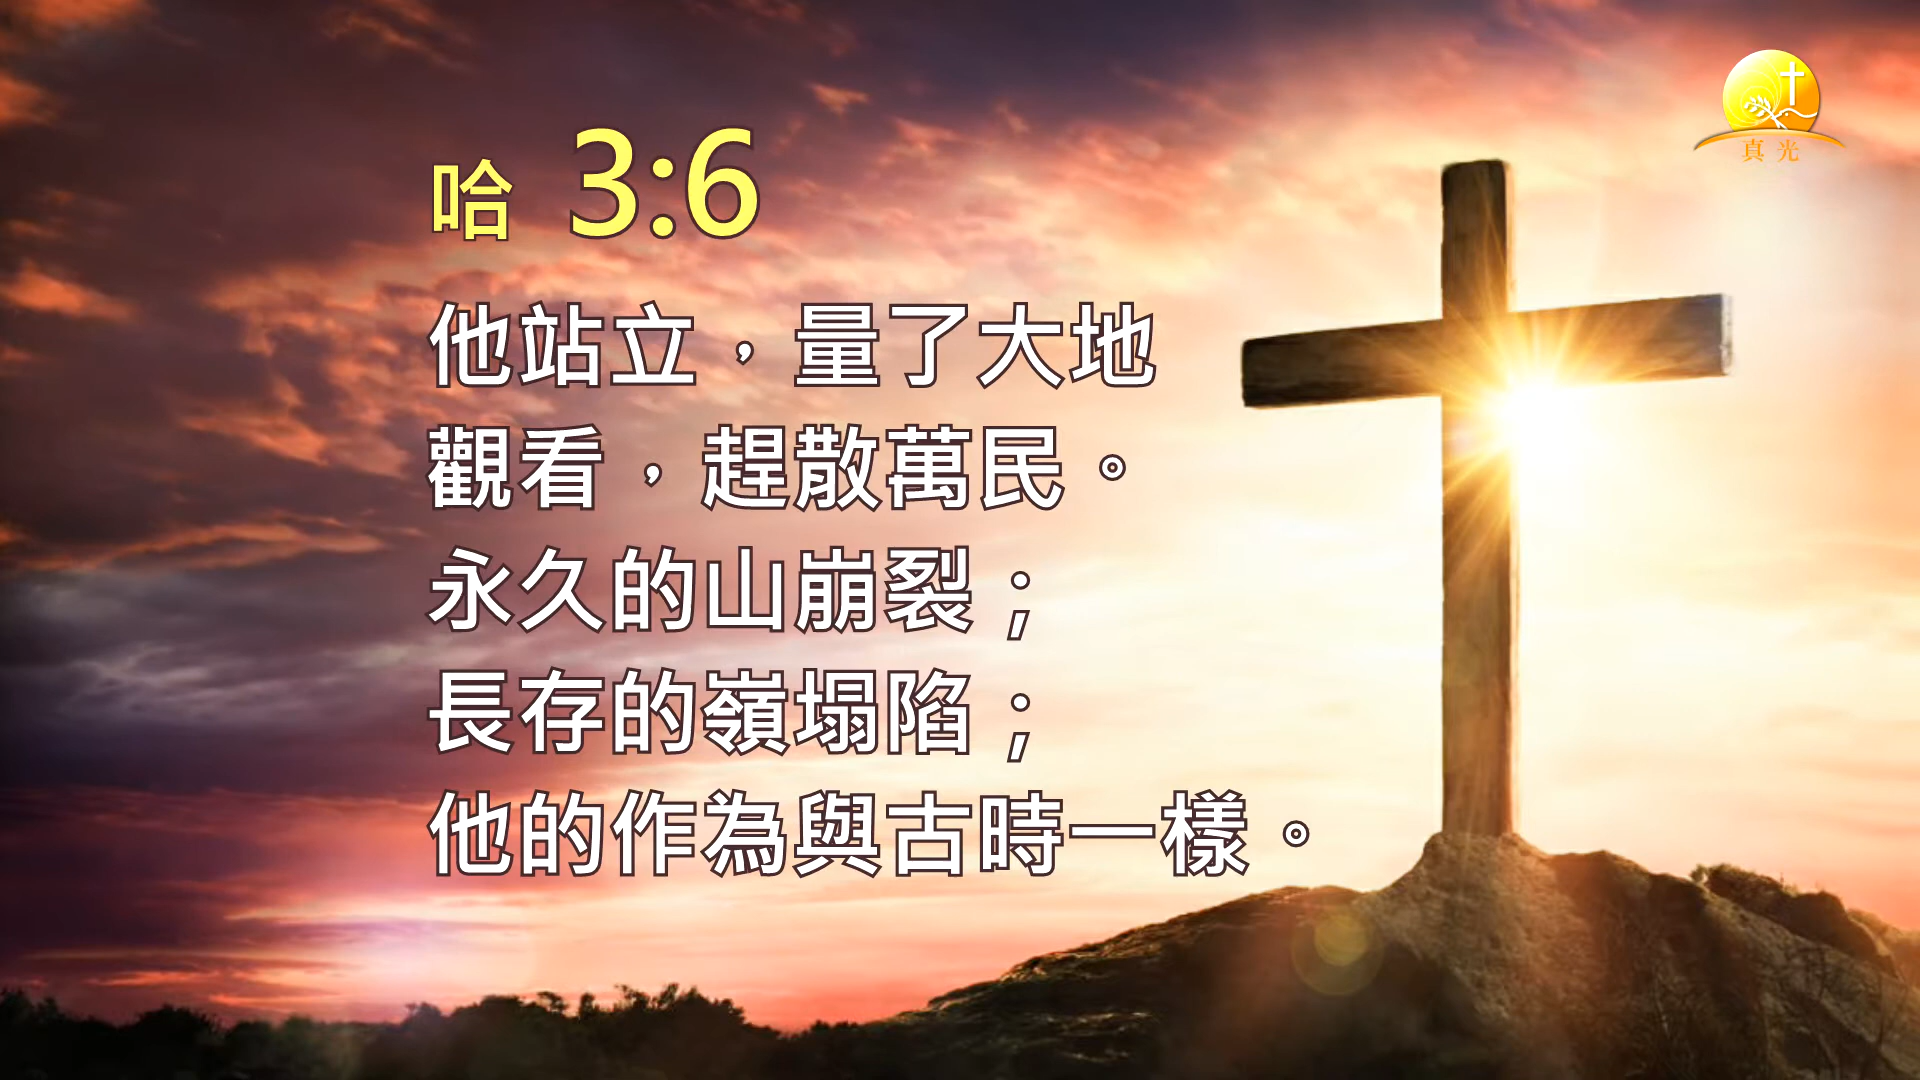 真光
哈 3:6
他站立，量了大地
觀看，趕散萬民。
永久的山崩裂；
長存的嶺塌陷；
他的作為與古時一樣。